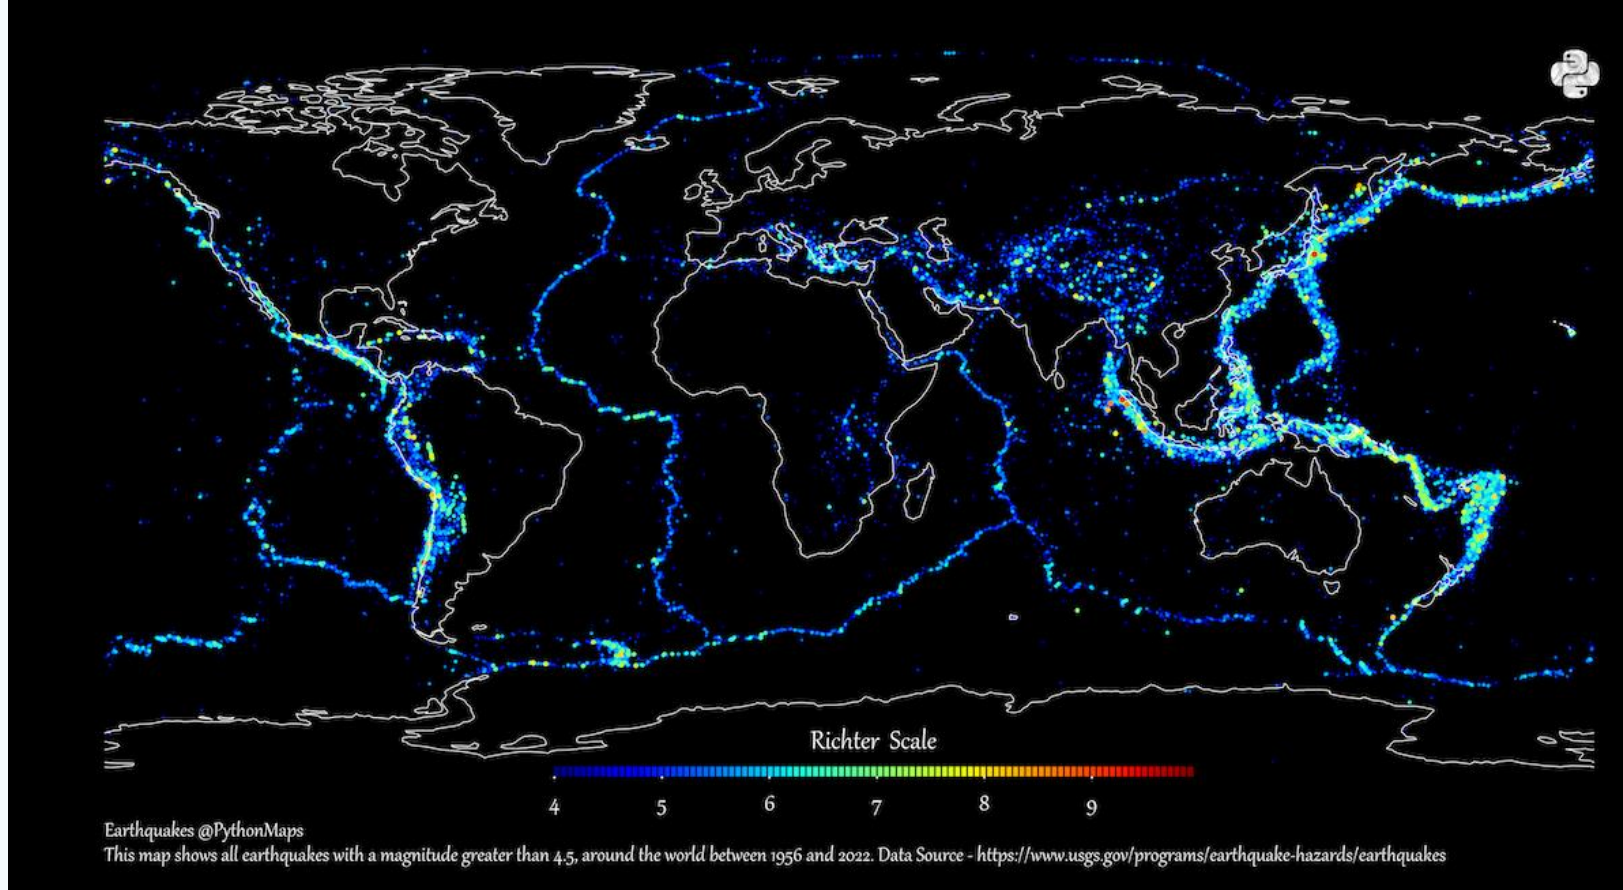 Richter Scale
4 5 6 7 8 9
Earthquakes @PythonMaps
This map shows all earthquakes with a magnitude greater than 4.5, around the world between 1956 and 2022. Data Source - https://www.usgs.gov/programs/earthquake-hazards/earthquakes